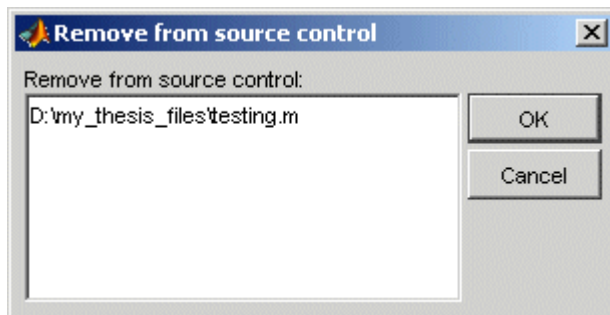 Remove from source control
Remove from source control:
D:\my_thesis_files\testing.m
OK
Cancel